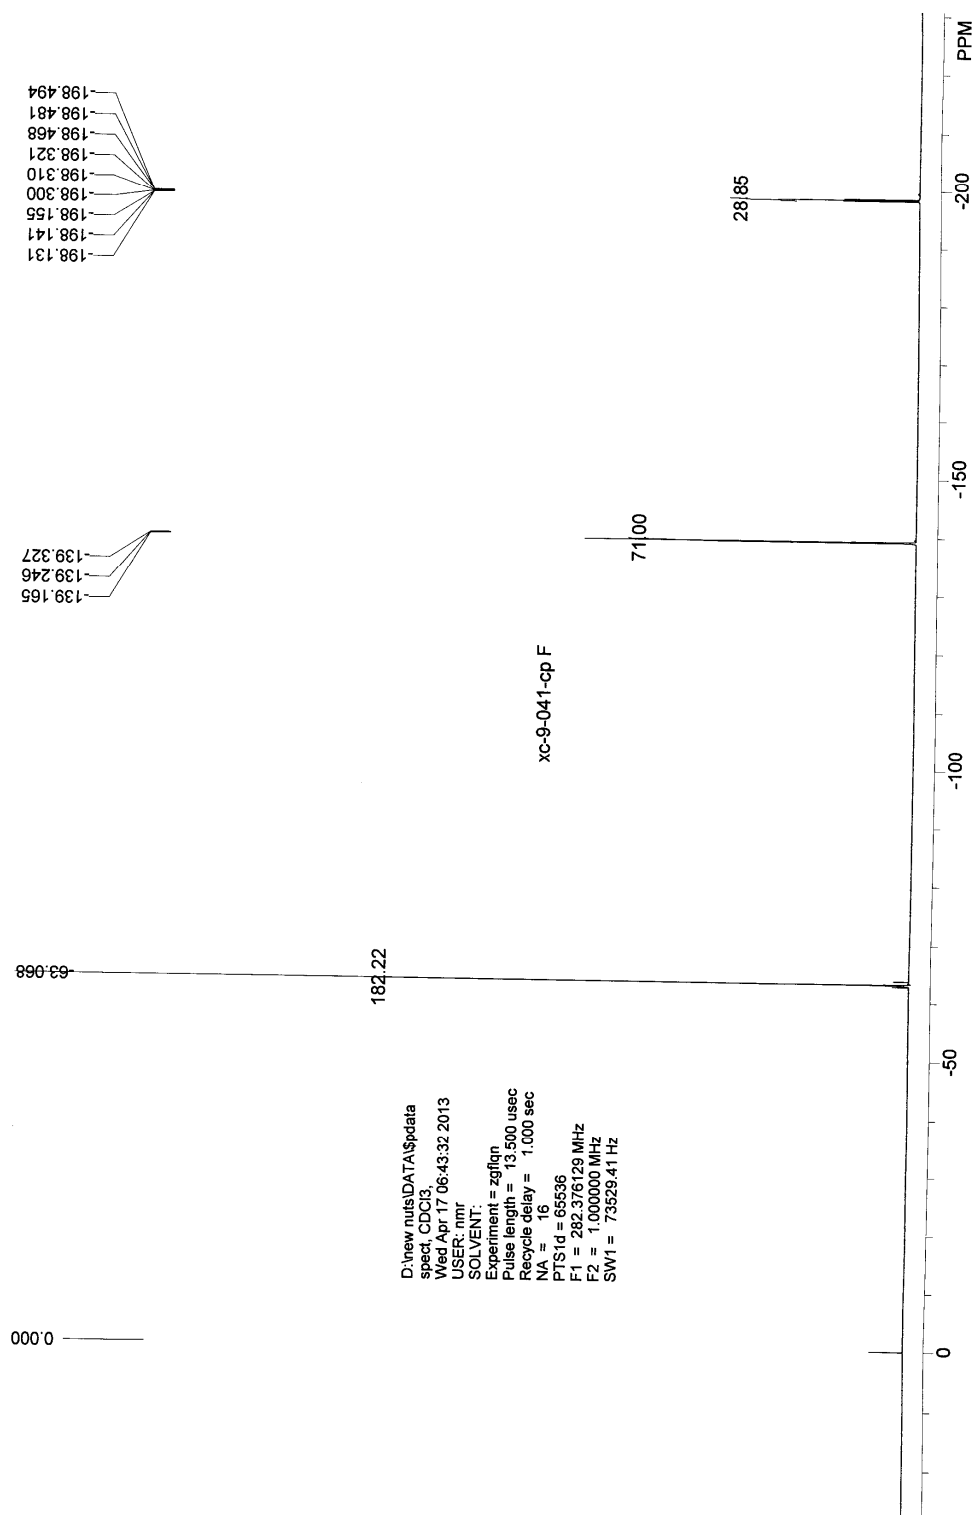 -198.494
-198.481
-198.468
-198.321
-198.310
-198.300
-198.155
-198.141
-198.131
-139.327
-139.246
-139.165
-63.068
0.000
28.85
71.00
182.22
xc-9-041-cp F
D:\new nuts\DATA\$pdata
spect, CDCl3,
Wed Apr 17 06:43:32 2013
USER: nmr
SOLVENT:
Experiment = zgflqn
Pulse length = 13.500 usec
Recycle delay = 1.000 sec
NA = 16
PTS1d = 65536
F1 = 282.376129 MHz
F2 = 1.000000 MHz
SW1 = 73529.41 Hz
0
-50
-100
-150
-200
PPM